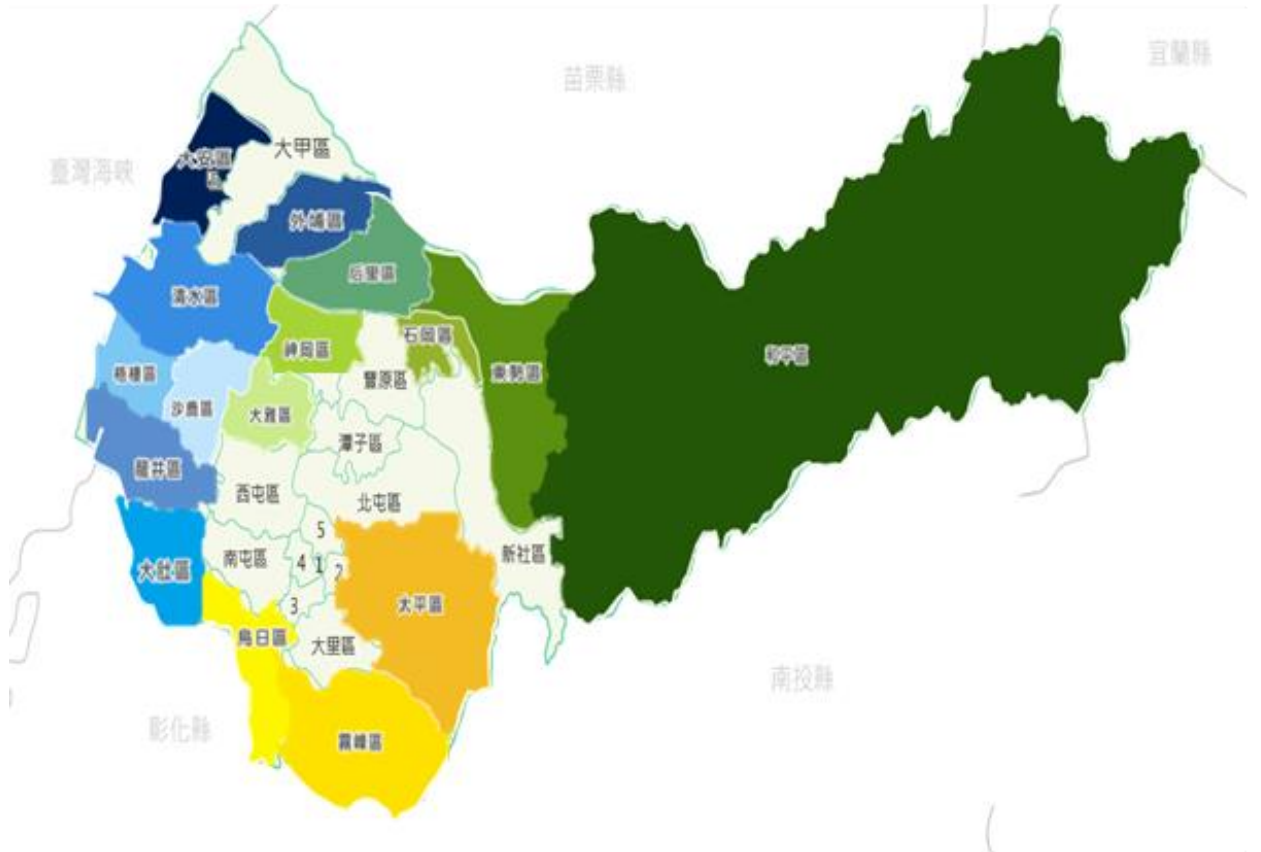 宜蘭縣
苗栗縣
大甲區
大安區
臺灣海峽
外埔區
后里區
清水區
石岡區
神岡區
和平區
梧棲區
豐原區
東勢區
沙鹿區
大雅區
潭子區
龍井區
西屯區
北屯區
5
南屯區
新社區
4
1
2
大肚區
3
太平區
烏日區
大里區
南投縣
彰化縣
霧峰區